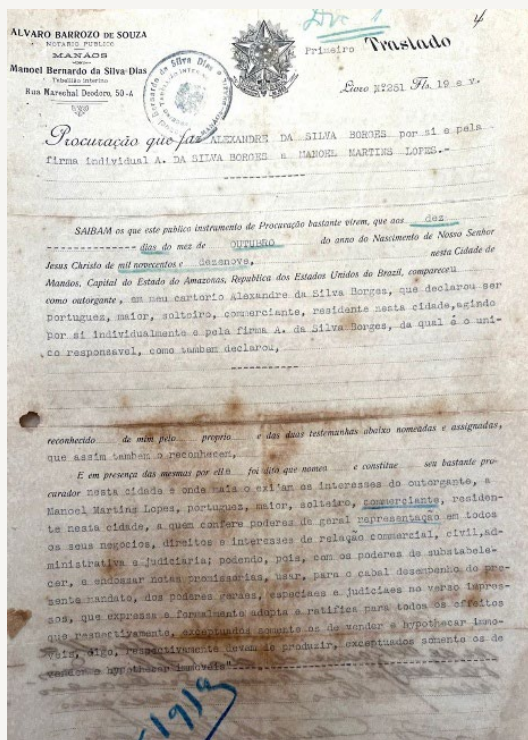 Doc 1
4
ALVARO BARROZO DE SOUZA
NOTARIO PUBLICO
MANÁOS
Manoel Bernardo da Silva Dias
Tabellião interino
Rua Marechal Deodoro, 50-A
Primeiro Traslado
Livro Nº251 Fls. 19 e v.
Procuração que faz ALEXANDRE DA SILVA BORGES por si e pela
firma individual A. DA SILVA BORGES a MANOEL MARTINS LOPES.-
SAIBAM os que este publico instrumento de Procuração bastante virem, que aos dez
dias do mez de OUTUBRO do anno do Nascimento de Nosso Senhor
Jesus Christo de mil novecentos e dezenove, nesta Cidade de
Manáos, Capital do Estado do Amazonas, Republica dos Estados Unidos do Brazil, compareceu
como outorgante, em meu cartorio Alexandre da Silva Borges, que declarou ser
portuguez, maior, solteiro, commerciante, residente nesta cidade, agindo
por si individualmente e pela firma A. da Silva Borges, da qual é o uni-
co responsavel, como tambem declarou,
reconhecido de mim pelo proprio e das duas testemunhas abaixo nomeadas e assignadas,
que assim tambem o reconhecem,
E em presença das mesmas por elle foi dito que nomea e constitue seu bastante pro-
curador nesta cidade e onde mais o exijam os interesses do outorgante, a
Manoel Martins Lopes, portuguez, maior, solteiro, commerciante, residen-
te nesta cidade, a quem confere poderes de geral representação em todos
os seus negocios, direitos e interesses de relação commercial, civil, ad-
ministrativa e judiciaria; podendo, pois, com os poderes de substabele-
cer, e endossar notas promissorias, usar, para o cabal desempenho do pre-
sente mandato, dos poderes geraes, especiaes e judiciaes no verso impres-
sos, que expressa e formalmente adopta e ratifica para todos os effeitos
que respectivamente, exceptuados somente os de vender e hypothecar immo-
veis, digo, respectivamente devam de produzir, exceptuados somente os de
vender e hypothecar immoveis"
1919